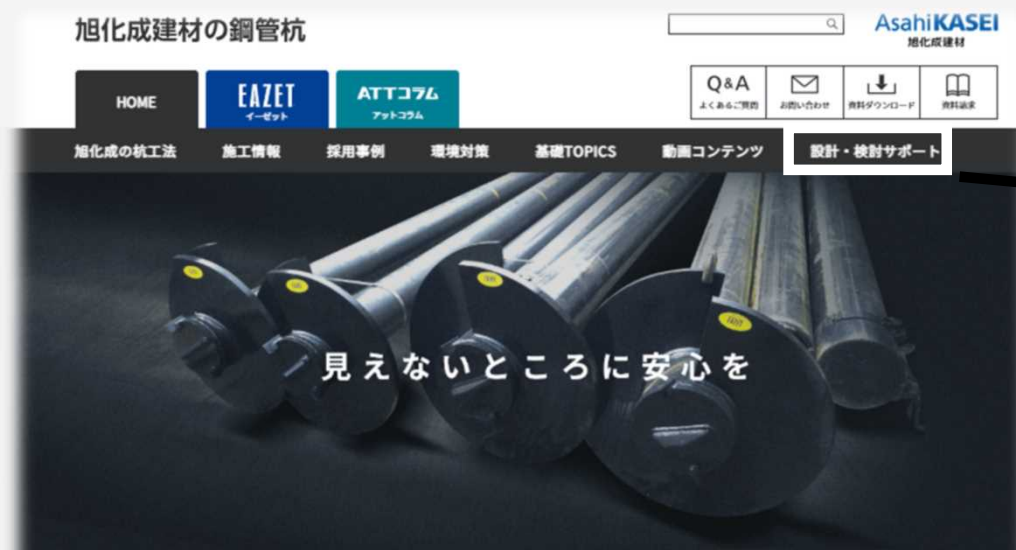 旭化成建材の鋼管杭
AsahiKASEI
旭化成建材
HOME
EAZET
イーゼット
ATTコラム
アットコラム
Q&A
よくあるご質問
お問い合わせ
資料ダウンロード
資料請求
旭化成の杭工法 施工情報 採用事例 環境対策 基礎TOPICS 動画コンテンツ 設計・検討サポート
見えないところに安心を